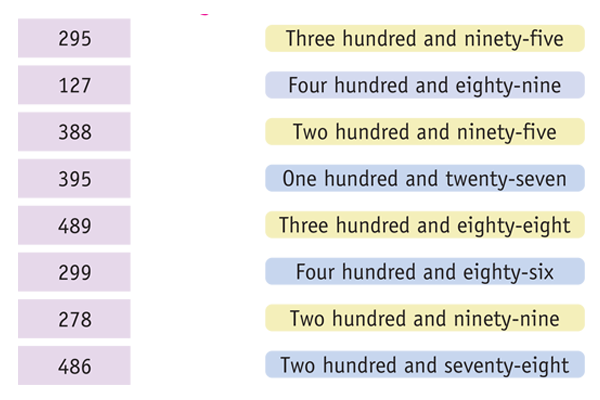 295 Three hundred and ninety-five
127 Four hundred and eighty-nine
388 Two hundred and ninety-five
395 One hundred and twenty-seven
489 Three hundred and eighty-eight
299 Four hundred and eighty-six
278 Two hundred and ninety-nine
486 Two hundred and seventy-eight